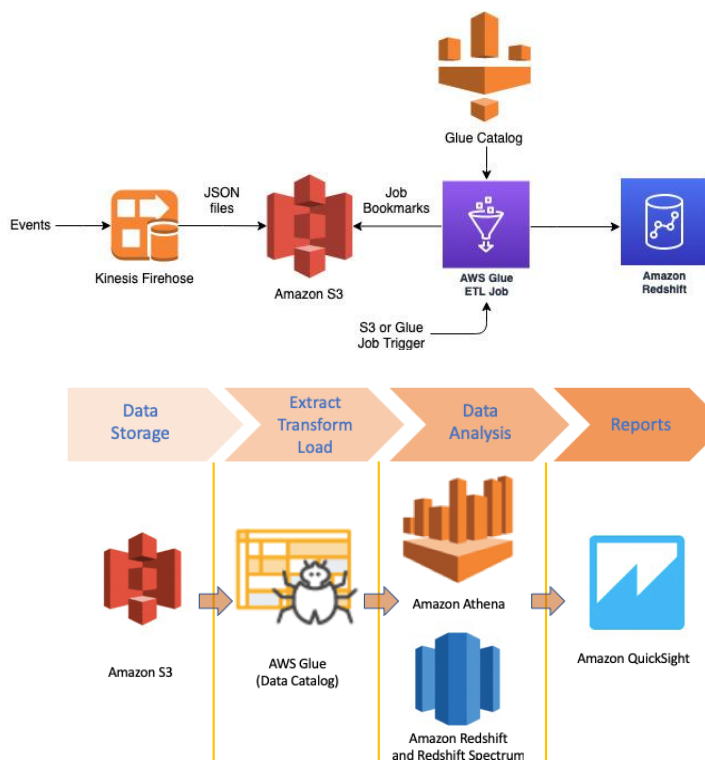 Glue Catalog
JSON
files
Job
Bookmarks
Events
Kinesis Firehose
Amazon S3
AWS Glue
ETL Job
Amazon
Redshift
S3 or Glue
Job Trigger
Data
Storage
Extract
Transform
Load
Data
Analysis
Reports
Amazon S3
AWS Glue
(Data Catalog)
Amazon Athena
Amazon Redshift
and Redshift Spectrum
Amazon QuickSight